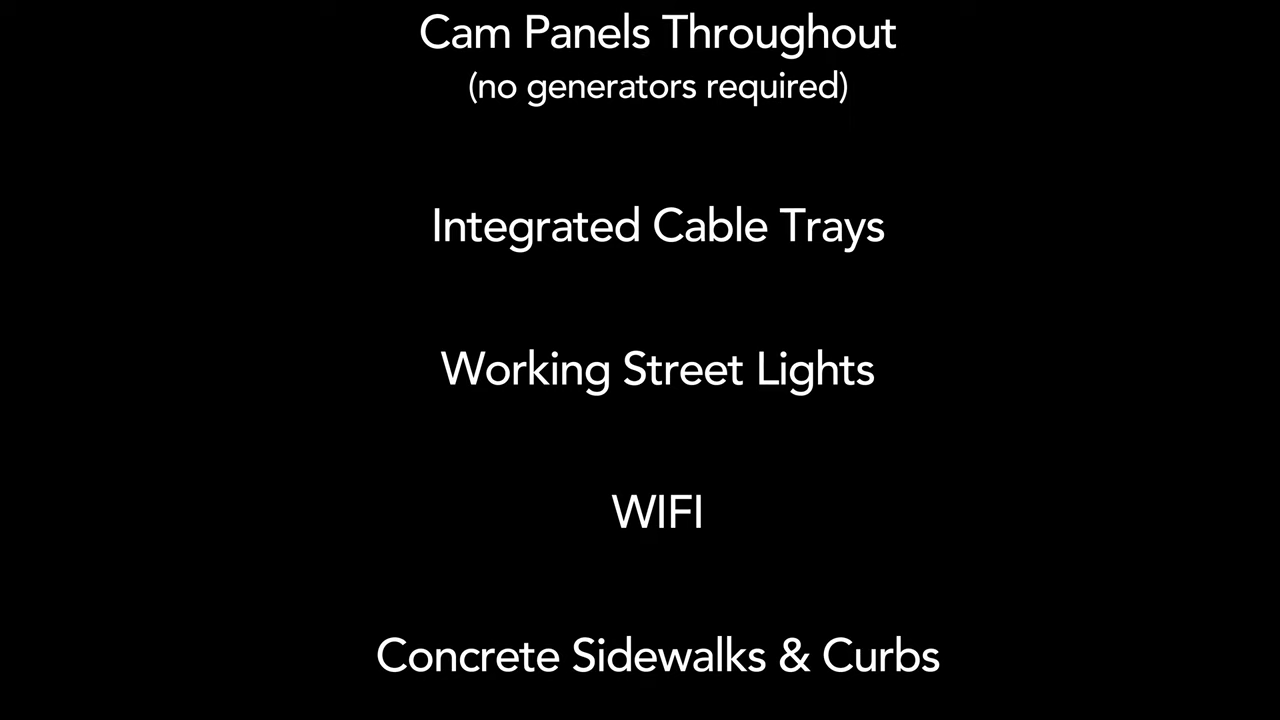 Cam Panels Throughout
(no generators required)
Integrated Cable Trays
Working Street Lights
WIFI
Concrete Sidewalks & Curbs